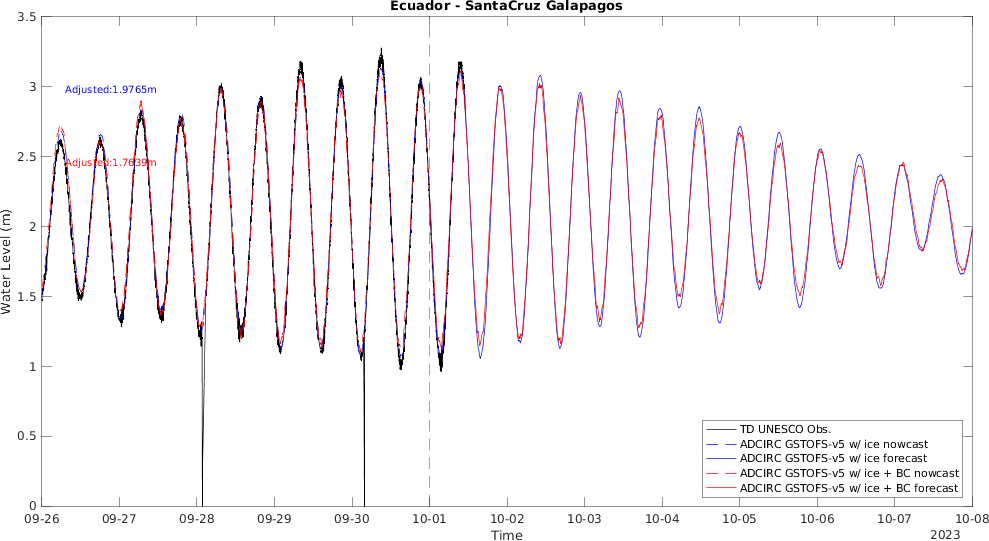 Ecuador - SantaCruz Galapagos
3.5
3
2.5
2
1.5
1
0.5
0
Water Level (m)
Adjusted:1.9765m
Adjusted:1.7639m
TD UNESCO Obs.
ADCIRC GSTOFS-v5 w/ ice nowcast
ADCIRC GSTOFS-v5 w/ ice forecast
ADCIRC GSTOFS-v5 w/ ice + BC nowcast
ADCIRC GSTOFS-v5 w/ ice + BC forecast
09-26 09-27 09-28 09-29 09-30 10-01 10-02 10-03 10-04 10-05 10-06 10-07 10-08
Time
2023